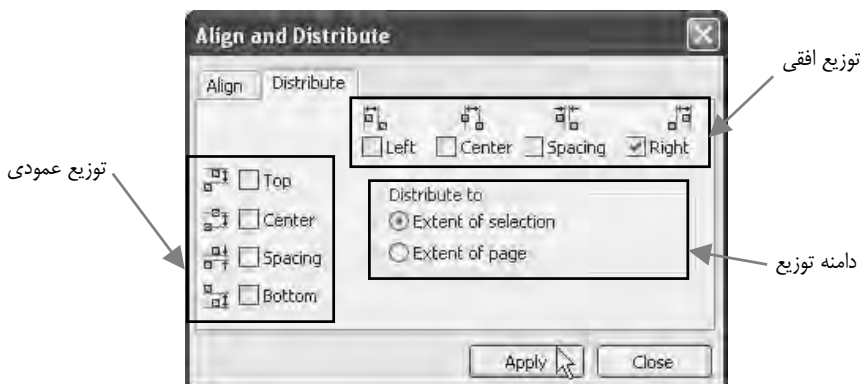 Align and Distribute
توزیع افقی
Align Distribute
Left Center Spacing Right
توزیع عمودی
Top
Center
Spacing
Bottom
Distribute to
Extent of selection
Extent of page
دامنه توزیع
Apply Close